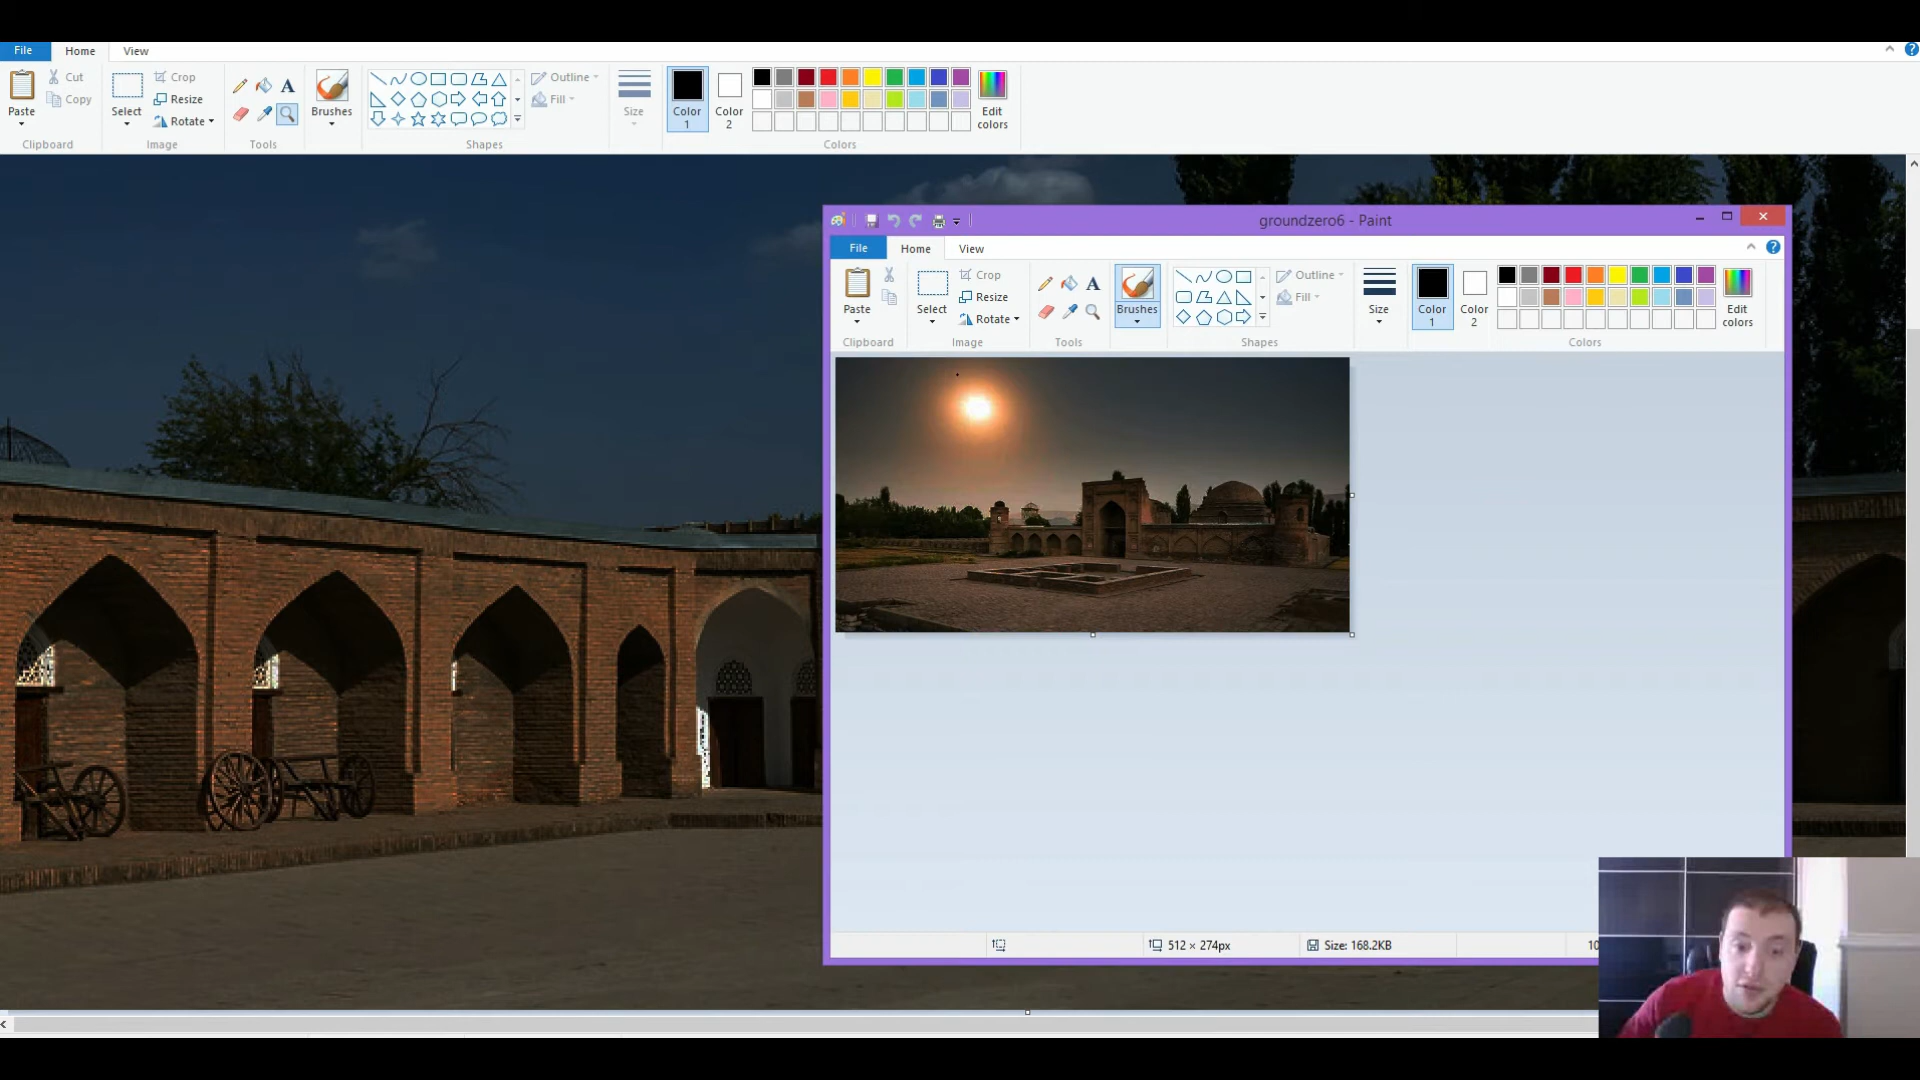 File Home View
Paste
Cut
Copy
Clipboard
Select
Crop
Resize
Rotate
Image
A
Tools
Brushes
Shapes
Outline
Fill
Size
Color 1
Color 2
Edit colors
Colors
groundzero6 - Paint
File Home View
Paste
Clipboard
Select
Crop
Resize
Rotate
Image
A
Tools
Brushes
Shapes
Outline
Fill
Size
Color 1
Color 2
Edit colors
Colors
512 × 274px
Size: 168.2KB
10